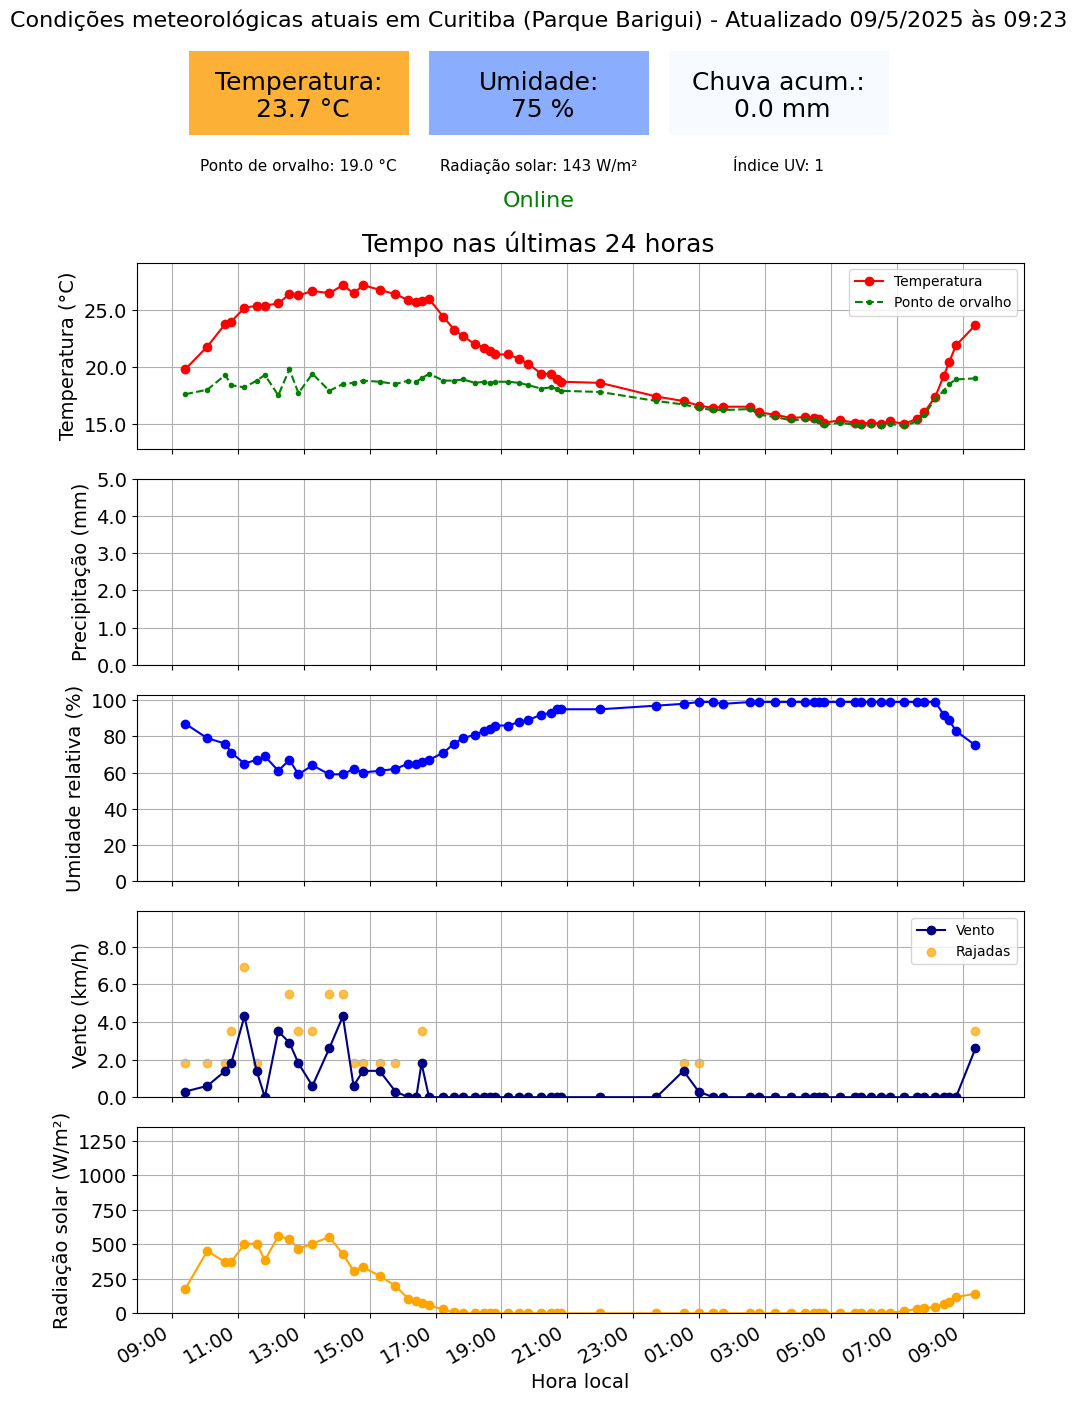 Condições meteorológicas atuais em Curitiba (Parque Barigui) - Atualizado 09/5/2025 às 09:23
Temperatura:
23.7 °C
Umidade:
75 %
Chuva acum.:
0.0 mm
Ponto de orvalho: 19.0 °C
Radiação solar: 143 W/m²
Índice UV: 1
Online
Tempo nas últimas 24 horas
Temperatura (°C)
25.0
20.0
15.0
Temperatura
Ponto de orvalho
Precipitação (mm)
5.0
4.0
3.0
2.0
1.0
0.0
Umidade relativa (%)
100
80
60
40
20
0
Vento (km/h)
8.0
6.0
4.0
2.0
0.0
Vento
Rajadas
Radiação solar (W/m²)
1250
1000
750
500
250
0
09:00
11:00
13:00
15:00
17:00
19:00
21:00
23:00
01:00
03:00
05:00
07:00
09:00
Hora local